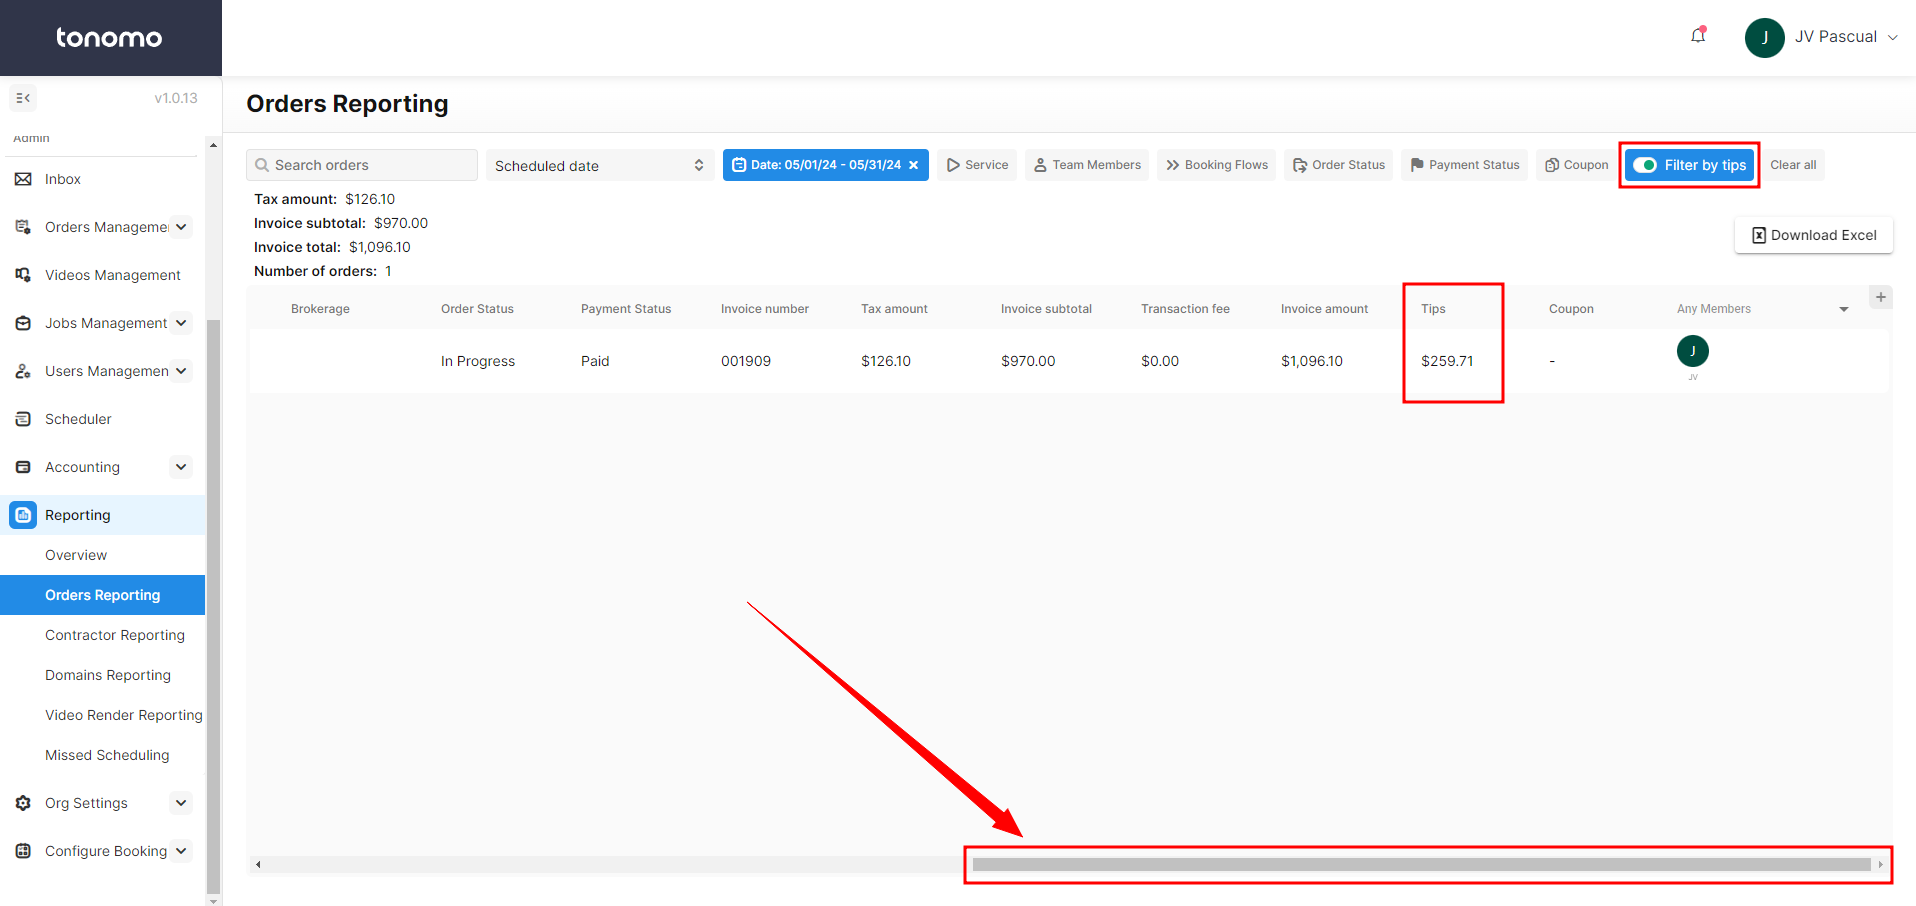 tonomo
J JV Pascual
v1.0.13
Admin
Inbox
Orders Managemer
Videos Management
Jobs Management
Users Managemen
Scheduler
Accounting
Reporting
Overview
Orders Reporting
Contractor Reporting
Domains Reporting
Video Render Reporting
Missed Scheduling
Org Settings
Configure Booking
Orders Reporting
Search orders Scheduled date Date: 05/01/24 - 05/31/24 × Service Team Members Booking Flows Order Status Payment Status Coupon Filter by tips Clear all
Tax amount: $126.10
Invoice subtotal: $970.00
Invoice total: $1,096.10
Number of orders: 1
Download Excel
Brokerage Order Status Payment Status Invoice number Tax amount Invoice subtotal Transaction fee Invoice amount Tips Coupon Any Members +
In Progress Paid 001909 $126.10 $970.00 $0.00 $1,096.10 $259.71 - J
JV